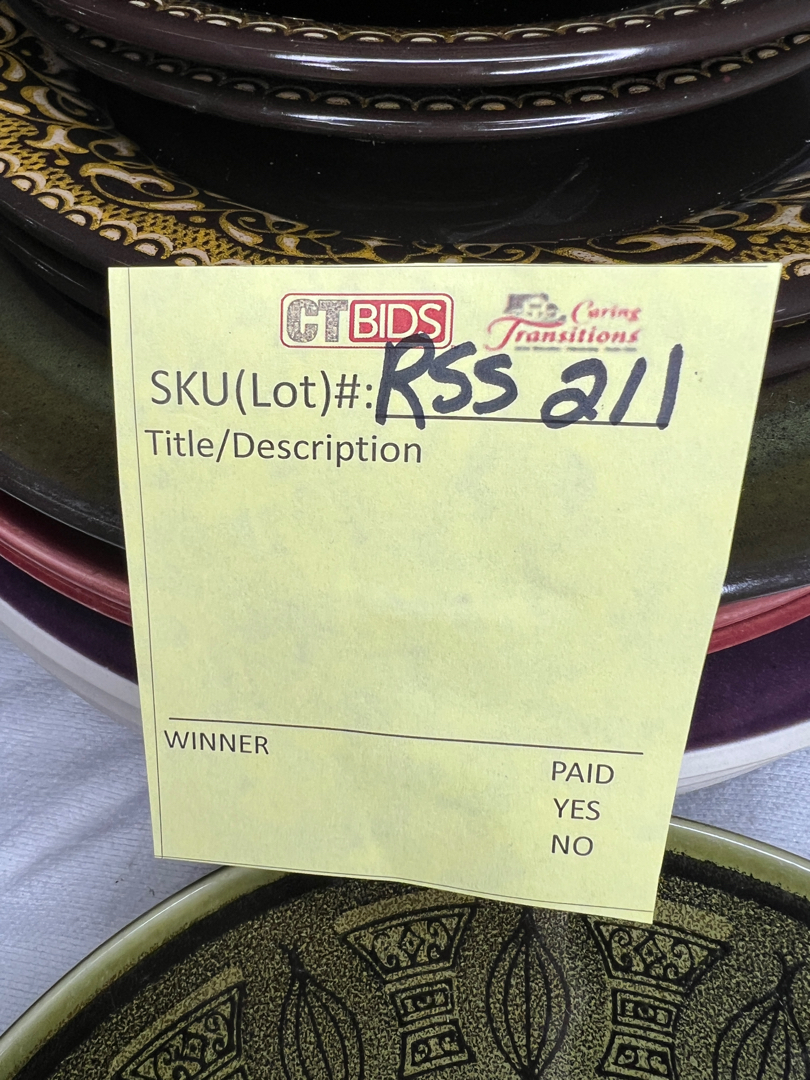 CTBIDS Caring Transitions
SKU(Lot)#: RSS 211
Title/Description
WINNER
PAID
YES
NO